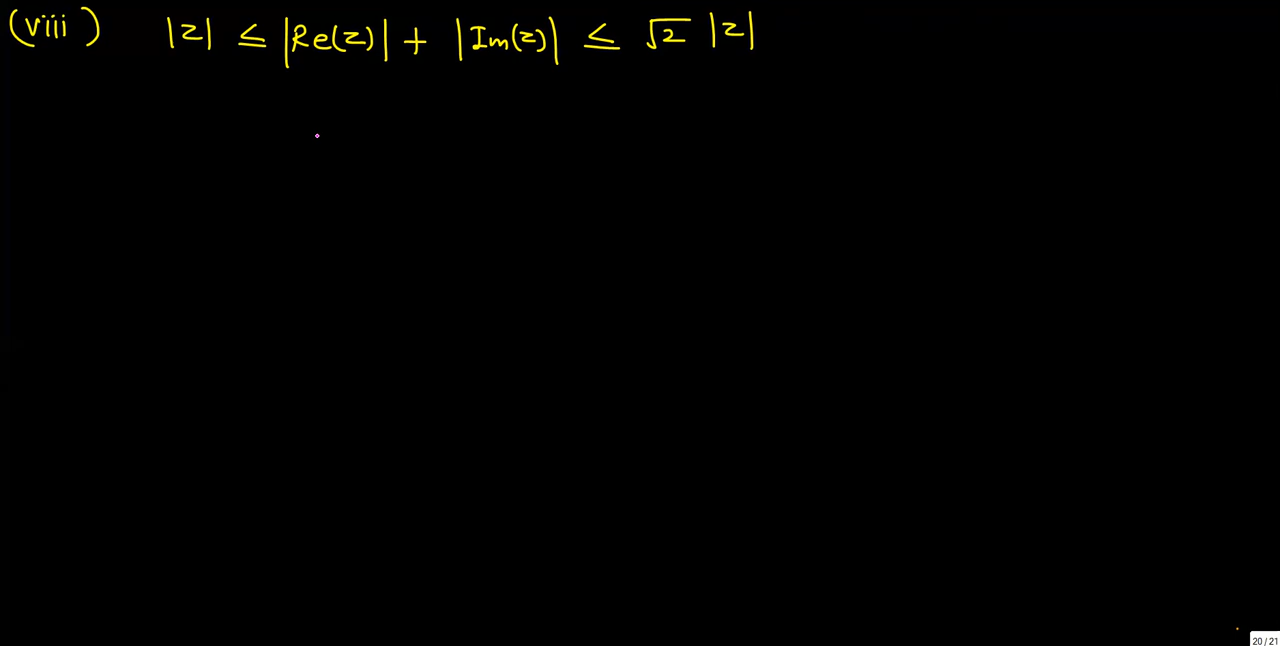 (viii) |z| ≤ |Re(z)| + |Im(z)| ≤ √2 |z|
20 / 21